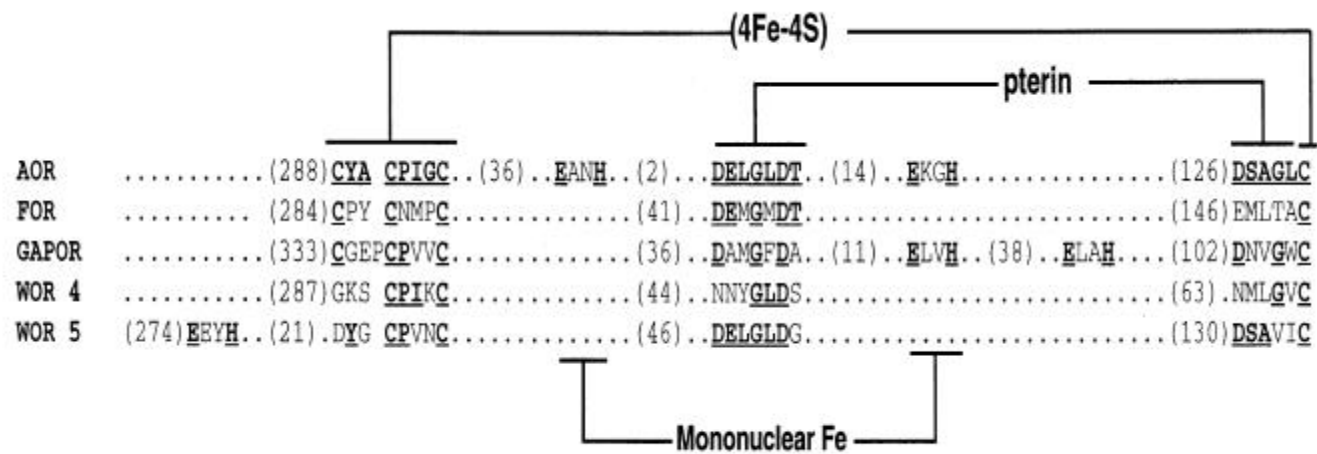 (4Fe-4S)
pterin
AOR ...........(288)CYA CPIGC..(36)..EANH..(2)...DELGLDT..(14)..EKGH................(126)DSAGLC
FOR .......... (284)CPY CNMPC..............(41)..DEMGMDT............................(146)EMLTAC
GAPOR ...........(333)CGEPCPVVC..............(36)..DAMGFDA..(11)..ELVH..(38)..ELAH....(102)DNVGWC
WOR 4 ...........(287)GKS CPIKC..............(44)..NNYGLDS............................(63).NMLGVC
WOR 5 (274)EEYH..(21).DYG CPVNC..............(46)..DELGLDG............................(130)DSAVIC
Mononuclear Fe